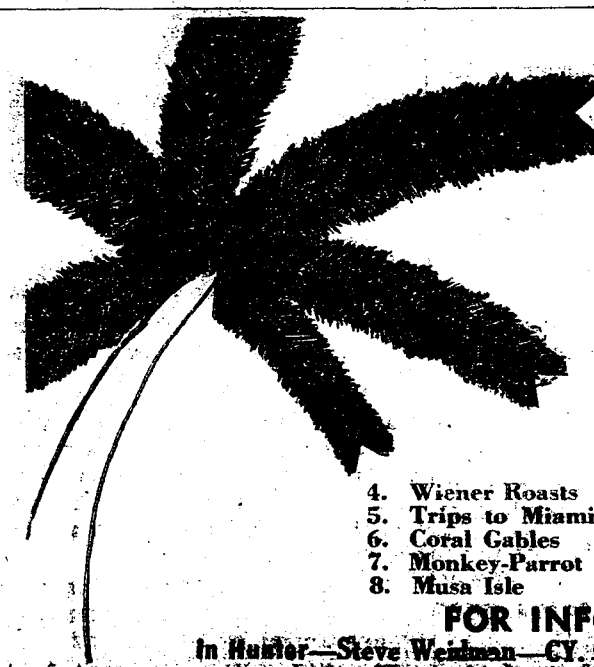 4. Wiener Roasts
5. Trips to Miami
6. Coral Gables
7. Monkey-Parrot
8. Musa Isle
FOR INF
In Hunter—Steve Weidman—CY.